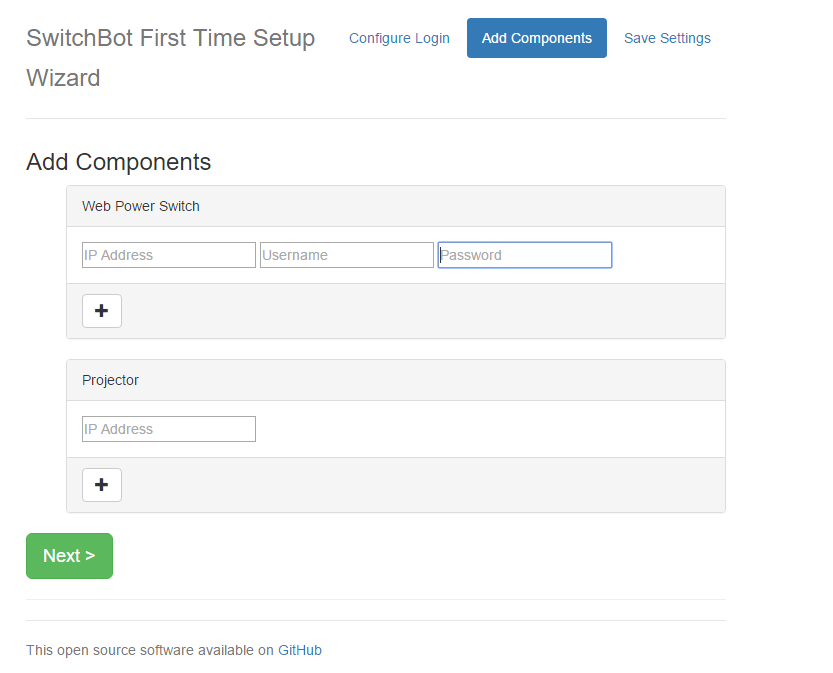 SwitchBot First Time Setup Wizard
Configure Login
Add Components
Save Settings
Add Components
Web Power Switch
IP Address
Username
Password
+
Projector
IP Address
+
Next >
This open source software available on GitHub